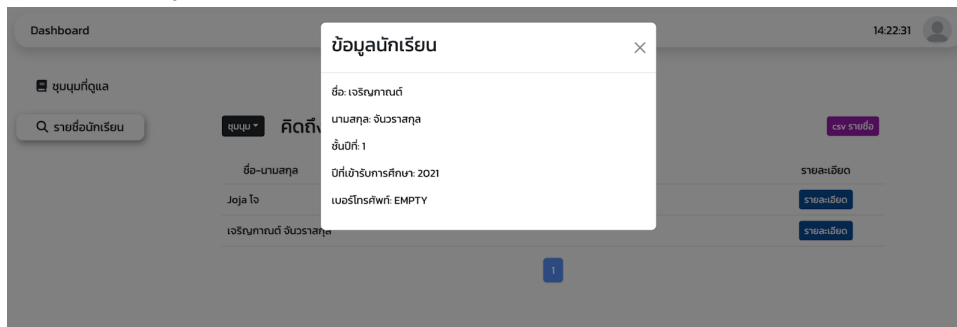 Dashboard
14:22:31
ข้อมูลนักเรียน
ชื่อ: เจริญกาณต์
นามสกุล: จันวราสกุล
ชั้นปีที่: 1
ปีที่เข้ารับการศึกษา: 2021
เบอร์โทรศัพท์: EMPTY
ชุมนุมที่ดูแล
รายชื่อนักเรียน
ชุมนุม
คิดถึง
csv รายชื่อ
ชื่อ-นามสกุล
รายละเอียด
Joja โจ
รายละเอียด
เจริญกาณต์ จันวราสกุล
รายละเอียด
1